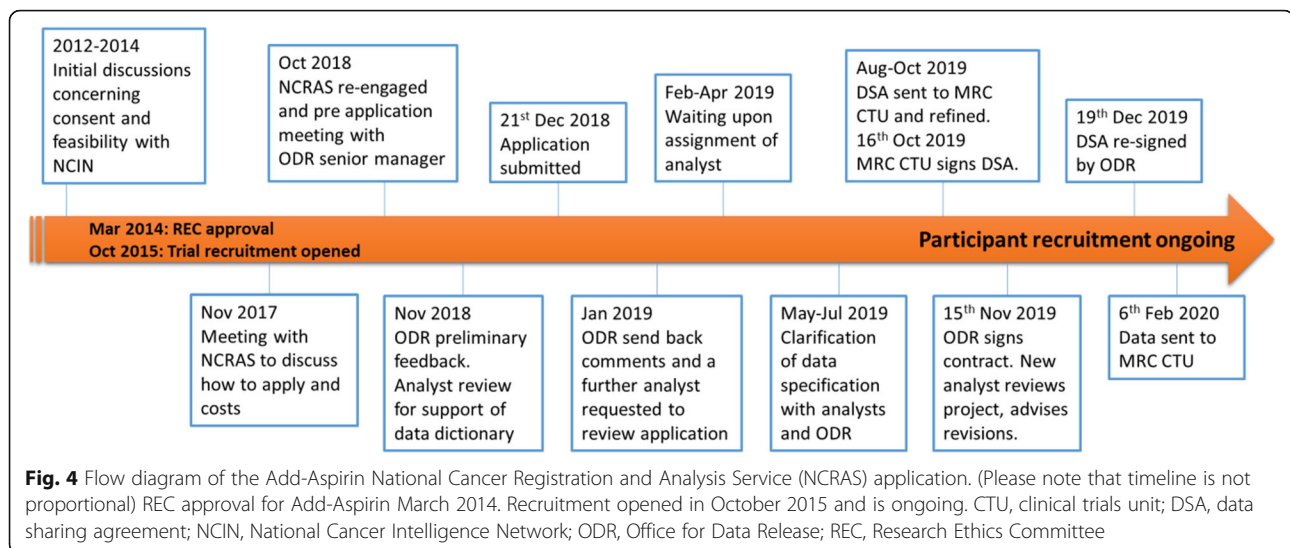 2012-2014
Initial discussions
concerning
consent and
feasibility with
NCIN
Oct 2018
NCRAS re-engaged
and pre application
meeting with
ODR senior manager
21st Dec 2018
Application
submitted
Feb-Apr 2019
Waiting upon
assignment of
analyst
Aug-Oct 2019
DSA sent to MRC
CTU and refined.
16th Oct 2019
MRC CTU signs DSA.
19th Dec 2019
DSA re-signed
by ODR
Mar 2014: REC approval
Oct 2015: Trial recruitment opened
Participant recruitment ongoing
Nov 2017
Meeting with
NCRAS to discuss
how to apply and
costs
Nov 2018
ODR preliminary
feedback.
Analyst review
for support of
data dictionary
Jan 2019
ODR send back
comments and a
further analyst
requested to
review application
May-Jul 2019
Clarification
of data
specification
with analysts
and ODR
15th Nov 2019
ODR signs
contract. New
analyst reviews
project, advises
revisions.
6th Feb 2020
Data sent to
MRC CTU
Fig. 4 Flow diagram of the Add-Aspirin National Cancer Registration and Analysis Service (NCRAS) application. (Please note that timeline is not
proportional) REC approval for Add-Aspirin March 2014. Recruitment opened in October 2015 and is ongoing. CTU, clinical trials unit; DSA, data
sharing agreement; NCIN, National Cancer Intelligence Network; ODR, Office for Data Release; REC, Research Ethics Committee